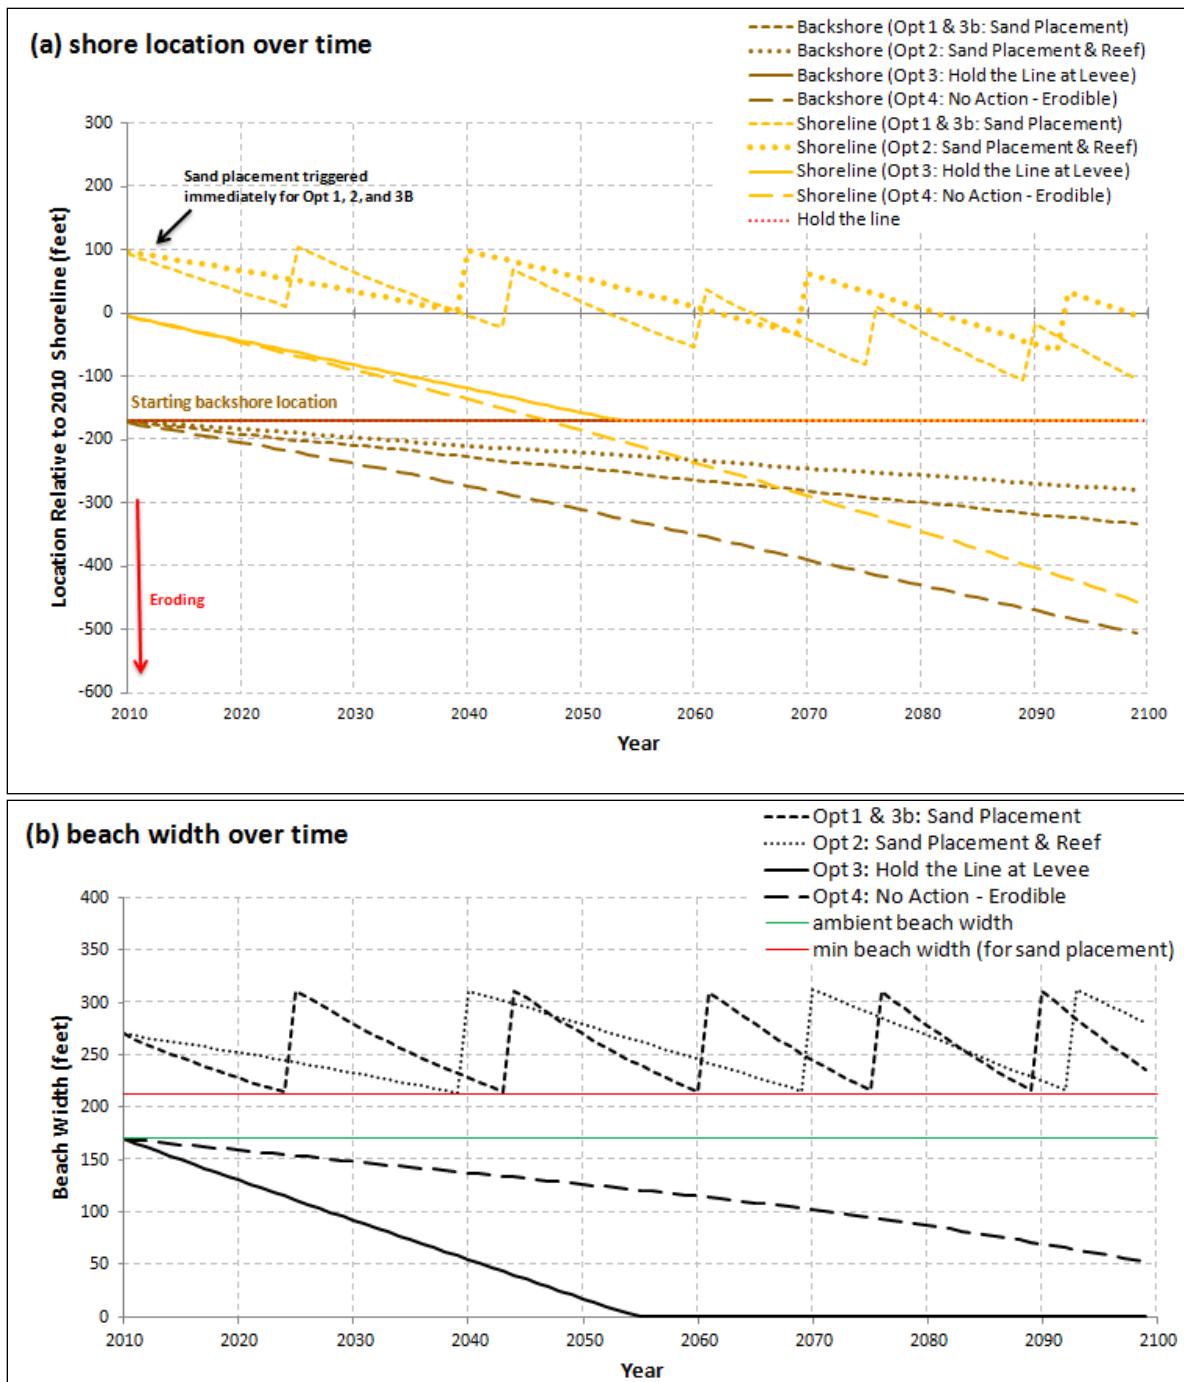 (a) shore location over time
Backshore (Opt 1 & 3b: Sand Placement)
Backshore (Opt 2: Sand Placement & Reef)
Backshore (Opt 3: Hold the Line at Levee)
Backshore (Opt 4: No Action - Erodible)
Shoreline (Opt 1 & 3b: Sand Placement)
Shoreline (Opt 2: Sand Placement & Reef)
Shoreline (Opt 3: Hold the Line at Levee)
Shoreline (Opt 4: No Action - Erodible)
Hold the line
Sand placement triggered
immediately for Opt 1, 2, and 3B
Location Relative to 2010 Shoreline (feet)
300
200
100
0
-100
-200
-300
-400
-500
-600
Starting backshore location
Eroding
2010 2020 2030 2040 2050 2060 2070 2080 2090 2100
Year
(b) beach width over time
Opt 1 & 3b: Sand Placement
Opt 2: Sand Placement & Reef
Opt 3: Hold the Line at Levee
Opt 4: No Action - Erodible
ambient beach width
min beach width (for sand placement)
Beach Width (feet)
400
350
300
250
200
150
100
50
0
2010 2020 2030 2040 2050 2060 2070 2080 2090 2100
Year